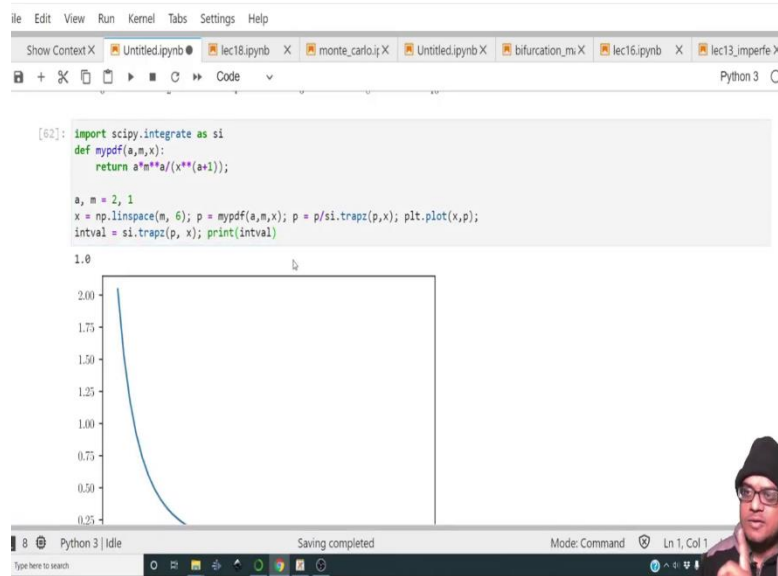 ile Edit View Run Kernel Tabs Settings Help
Show Context X Untitled.ipynb ● lec18.ipynb X monte_carlo.ip X Untitled.ipynb X bifurcation_ma X lec16.ipynb X lec13_imperfe X
Code Python 3
[62]: import scipy.integrate as si
def mypdf(a,m,x):
return a*m**a/(x**(a+1));
a, m = 2, 1
x = np.linspace(m, 6); p = mypdf(a,m,x); p = p/si.trapz(p,x); plt.plot(x,p);
intval = si.trapz(p, x); print(intval)
1.0
2.00
1.75
1.50
1.25
1.00
0.75
0.50
0.25
8 Python 3 | Idle Saving completed Mode: Command Ln 1, Col 1
Type here to search